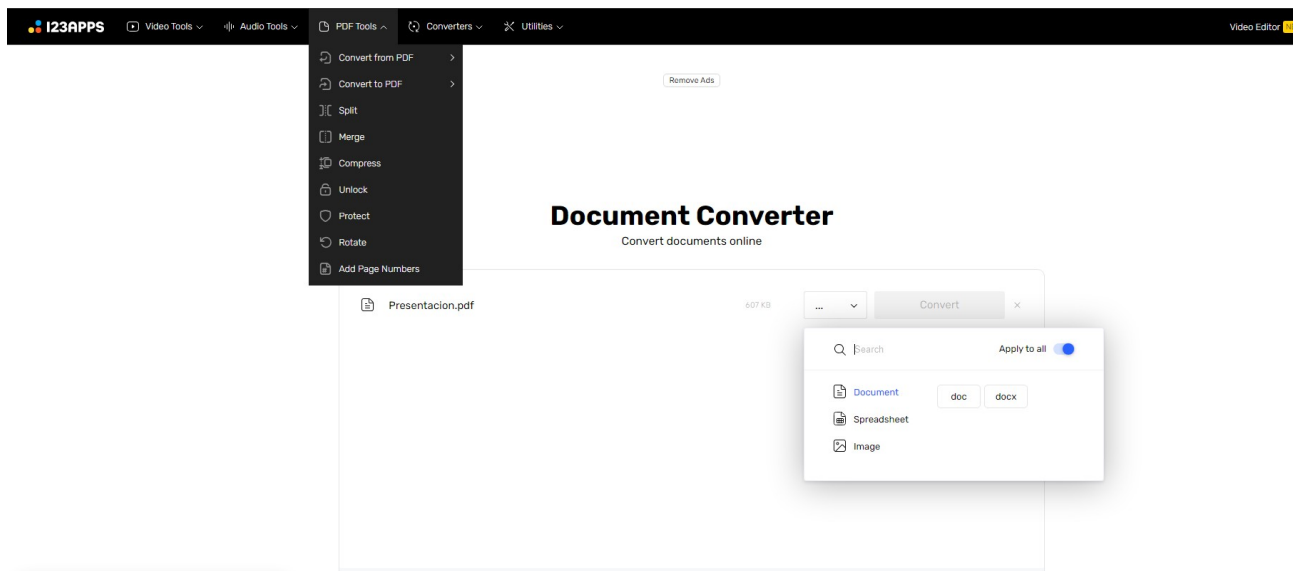 123APPS Video Tools Audio Tools PDF Tools Converters Utilities Video Editor
Convert from PDF
Convert to PDF
Split
Merge
Compress
Unlock
Protect
Rotate
Add Page Numbers
Remove Ads
Document Converter
Convert documents online
Presentacion.pdf 607 KB ... Convert ×
Search Apply to all
Document doc docx
Spreadsheet
Image